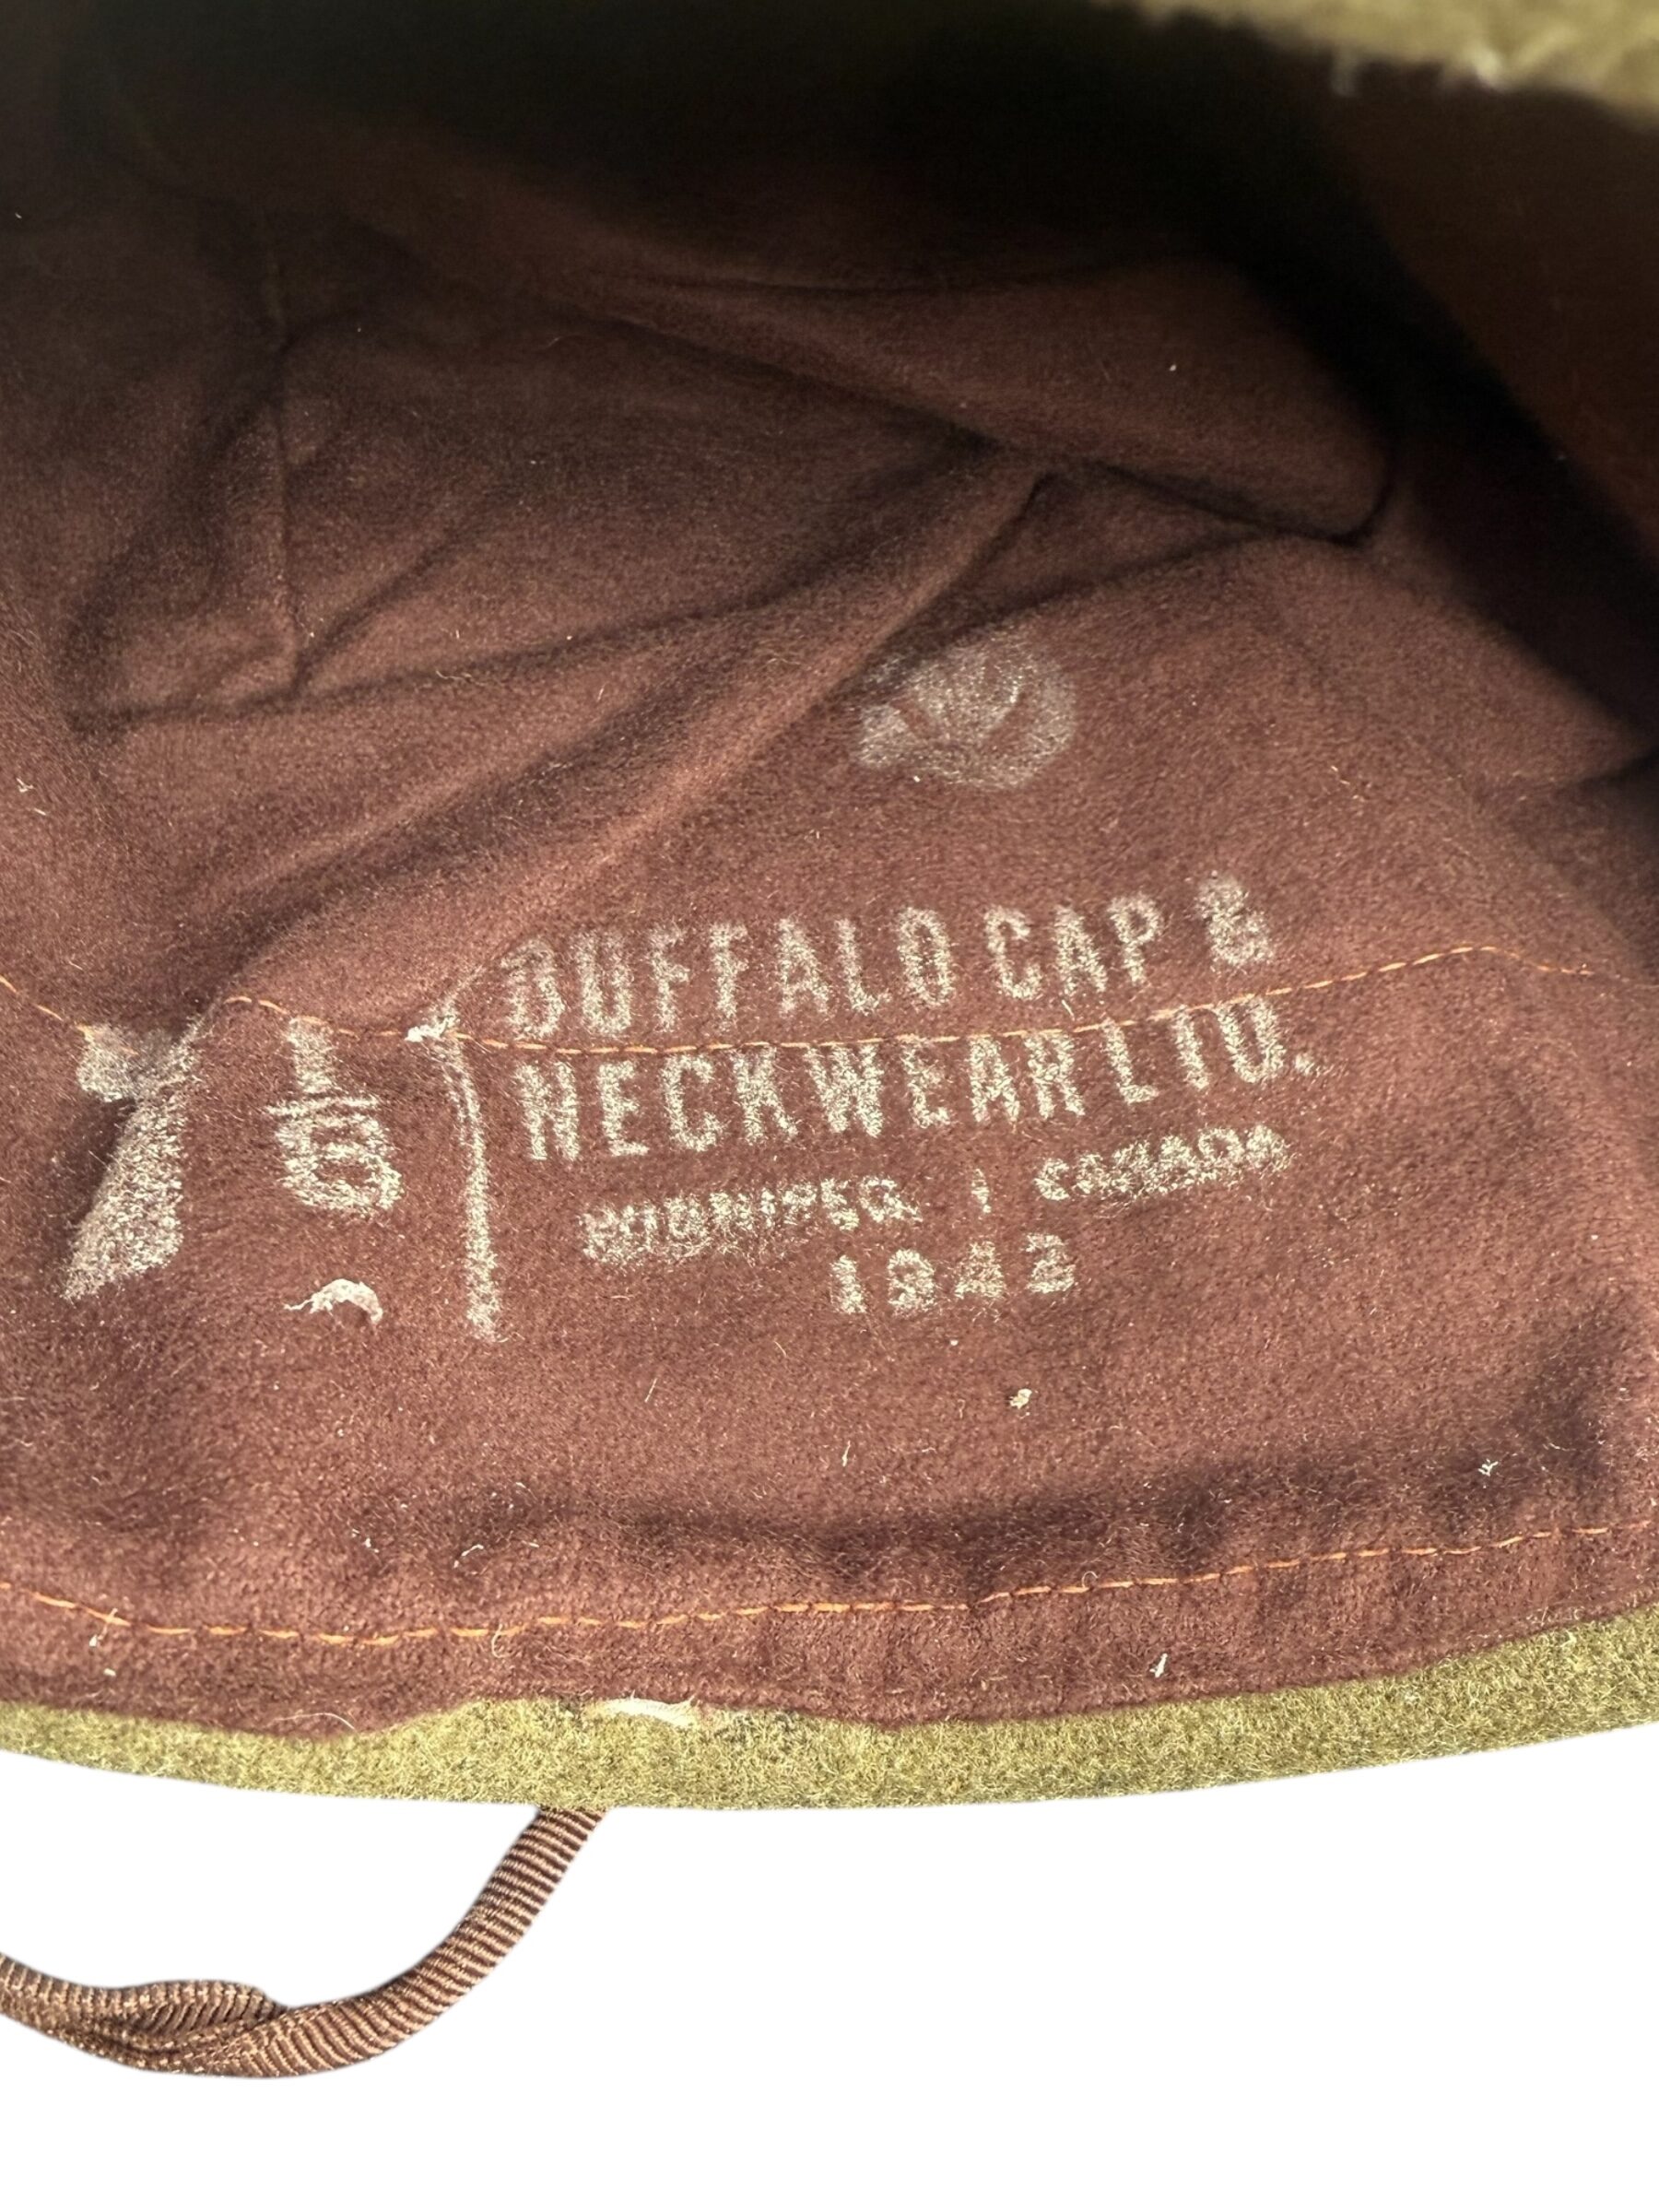 7 1/8
BUFFALO CAP &
NECKWEAR LTD.
WINNIPEG, CANADA
1942